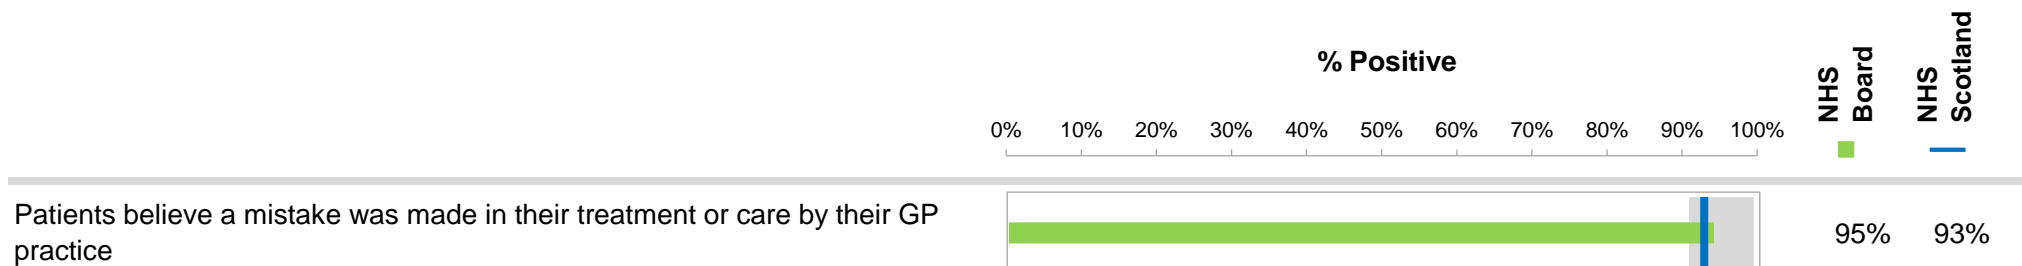 % Positive
NHS
Board
NHS
Scotland
0% 10% 20% 30% 40% 50% 60% 70% 80% 90% 100%
Patients believe a mistake was made in their treatment or care by their GP
practice
95% 93%